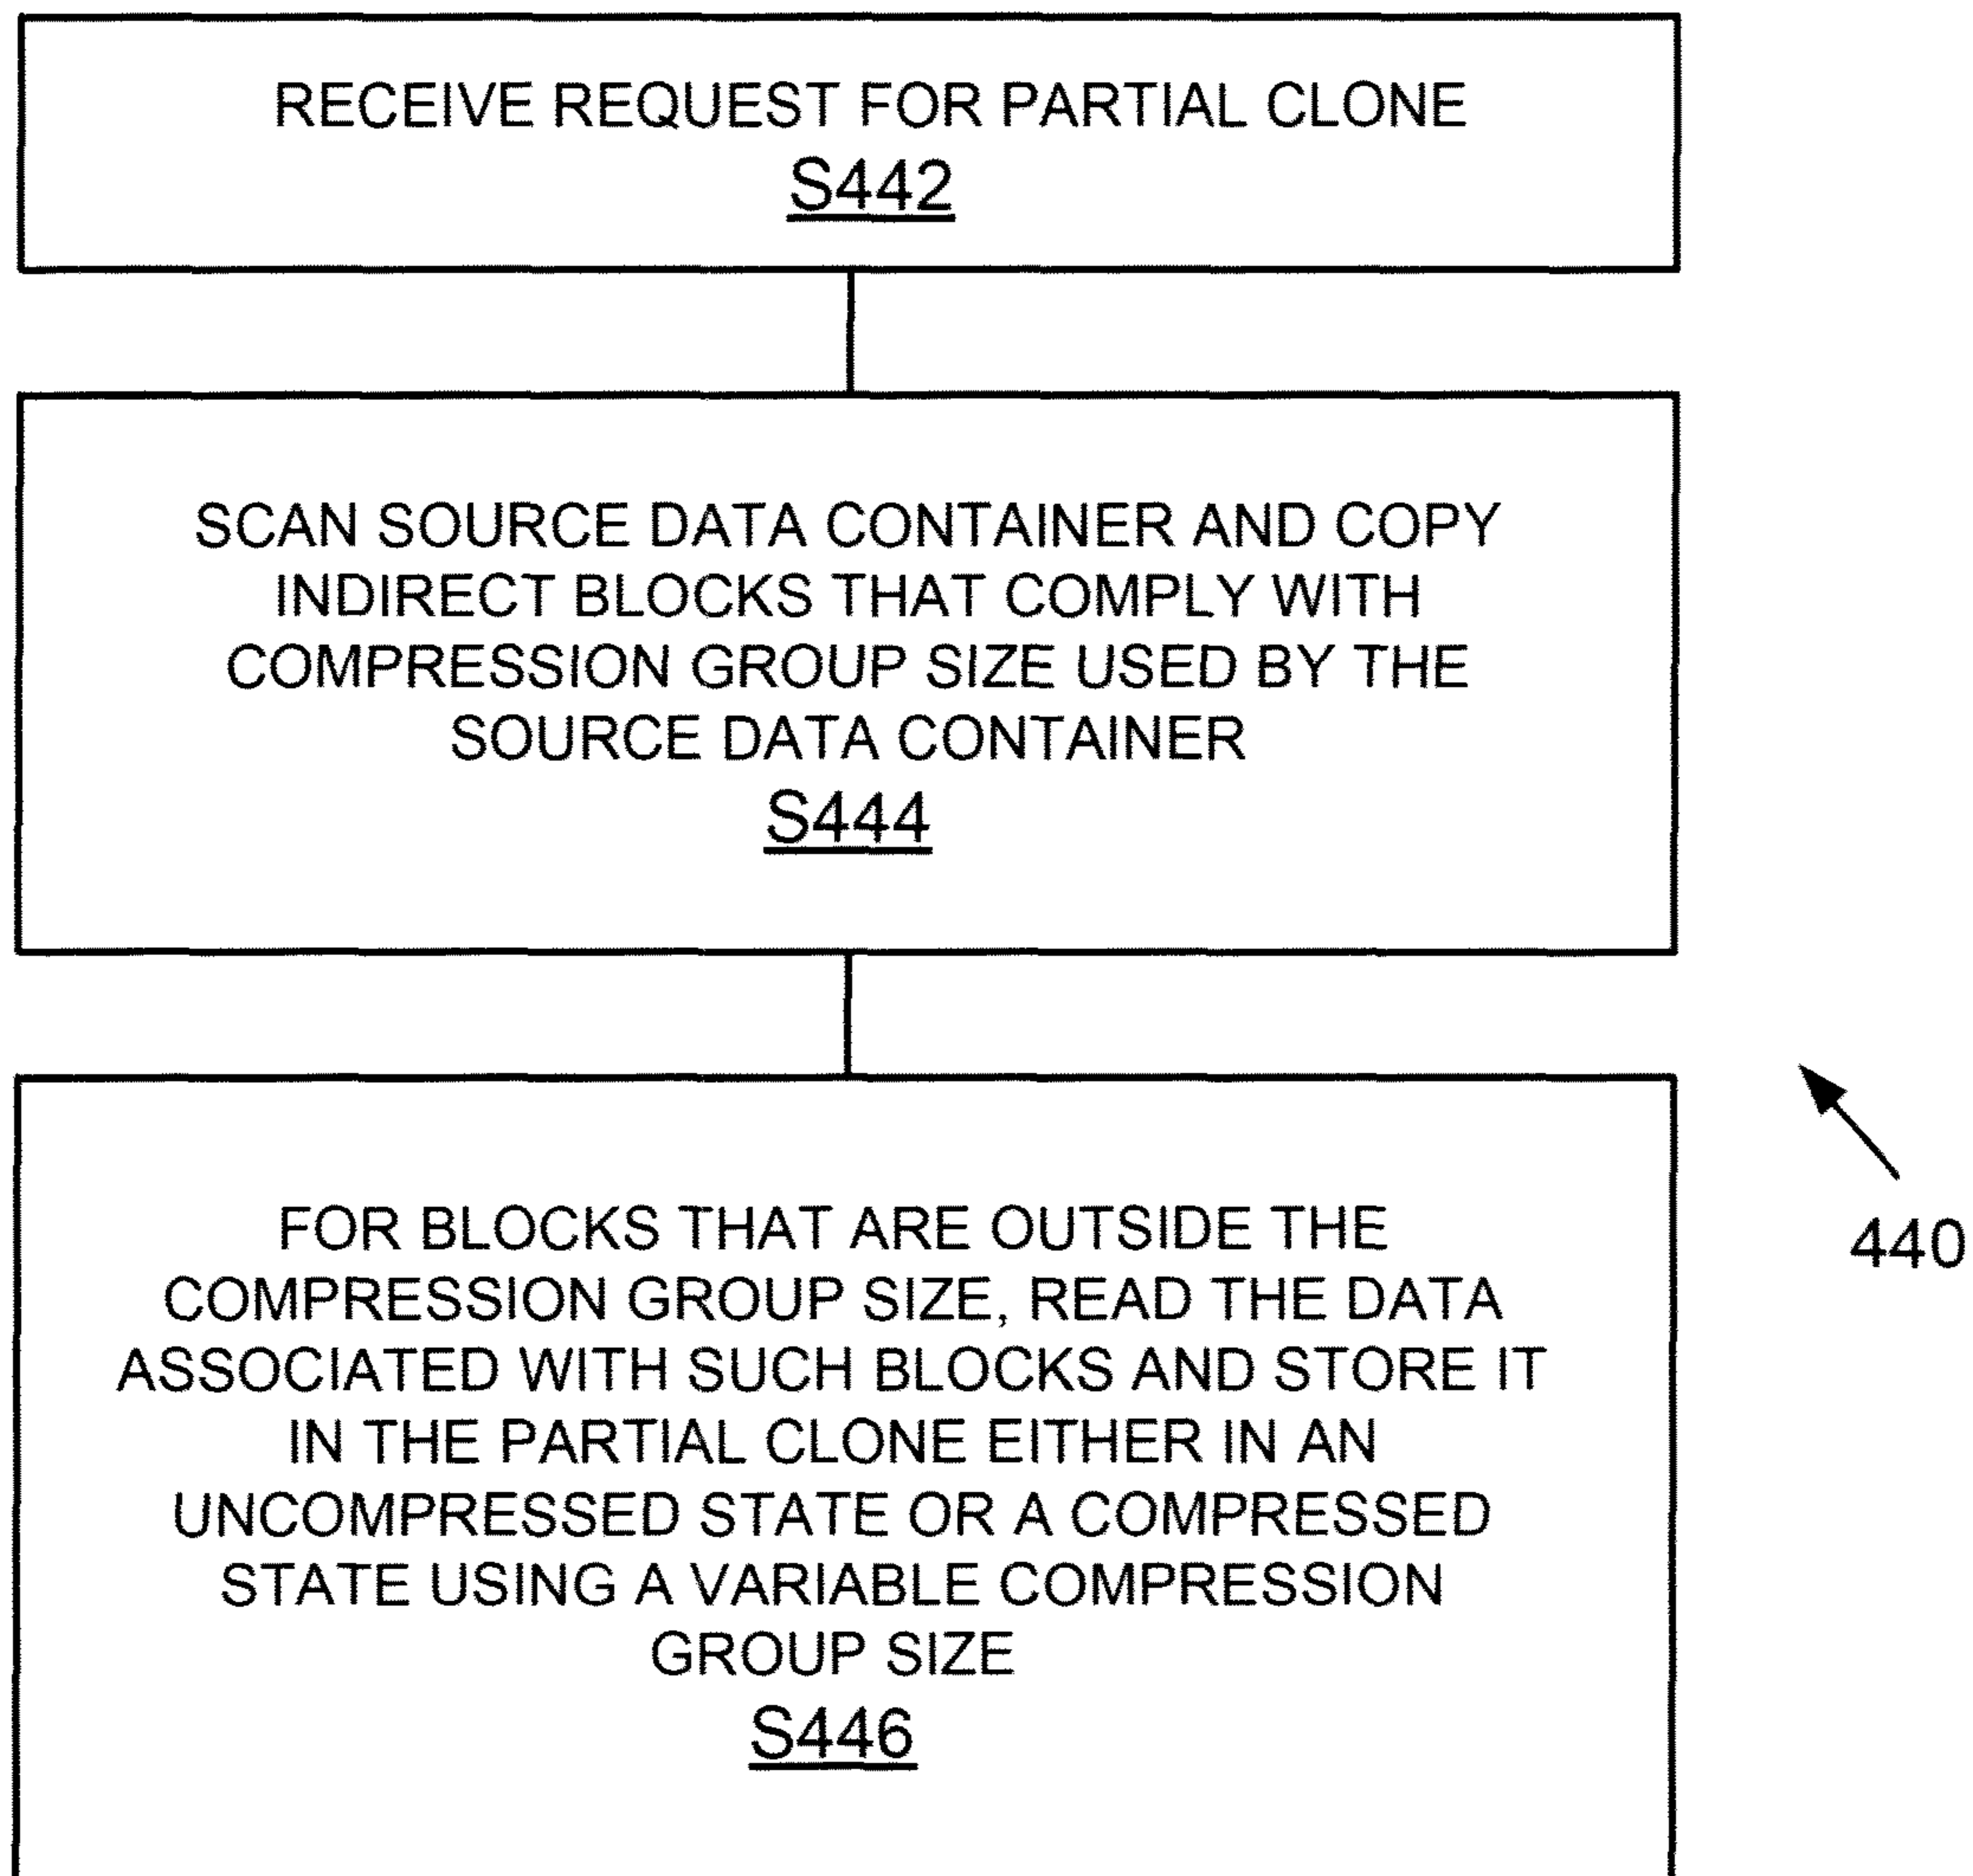 RECEIVE REQUEST FOR PARTIAL CLONE
S442
SCAN SOURCE DATA CONTAINER AND COPY
INDIRECT BLOCKS THAT COMPLY WITH
COMPRESSION GROUP SIZE USED BY THE
SOURCE DATA CONTAINER
S444
FOR BLOCKS THAT ARE OUTSIDE THE
COMPRESSION GROUP SIZE, READ THE DATA
ASSOCIATED WITH SUCH BLOCKS AND STORE IT
IN THE PARTIAL CLONE EITHER IN AN
UNCOMPRESSED STATE OR A COMPRESSED
STATE USING A VARIABLE COMPRESSION
GROUP SIZE
S446
440